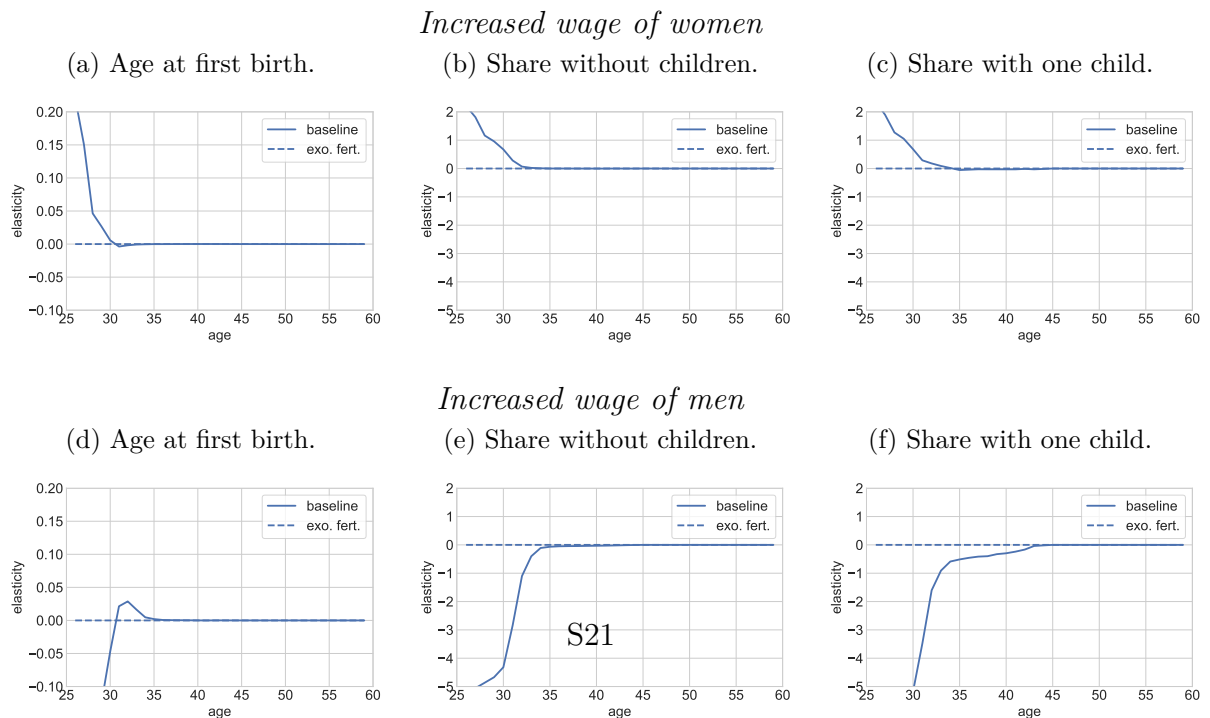 Increased wage of women
(a) Age at first birth.
(b) Share without children.
(c) Share with one child.
0.20
0.15
0.10
0.05
0.00
−0.05
−0.10
elasticity
baseline
exo. fert.
25 30 35 40 45 50 55 60
age
2
1
0
−1
−2
−3
−4
−5
elasticity
baseline
exo. fert.
25 30 35 40 45 50 55 60
age
2
1
0
−1
−2
−3
−4
−5
elasticity
baseline
exo. fert.
25 30 35 40 45 50 55 60
age
Increased wage of men
(d) Age at first birth.
(e) Share without children.
(f) Share with one child.
0.20
0.15
0.10
0.05
0.00
−0.05
−0.10
elasticity
baseline
exo. fert.
25 30 35 40 45 50 55 60
age
2
1
0
−1
−2
−3
−4
−5
elasticity
baseline
exo. fert.
S21
25 30 35 40 45 50 55 60
age
2
1
0
−1
−2
−3
−4
−5
elasticity
baseline
exo. fert.
25 30 35 40 45 50 55 60
age